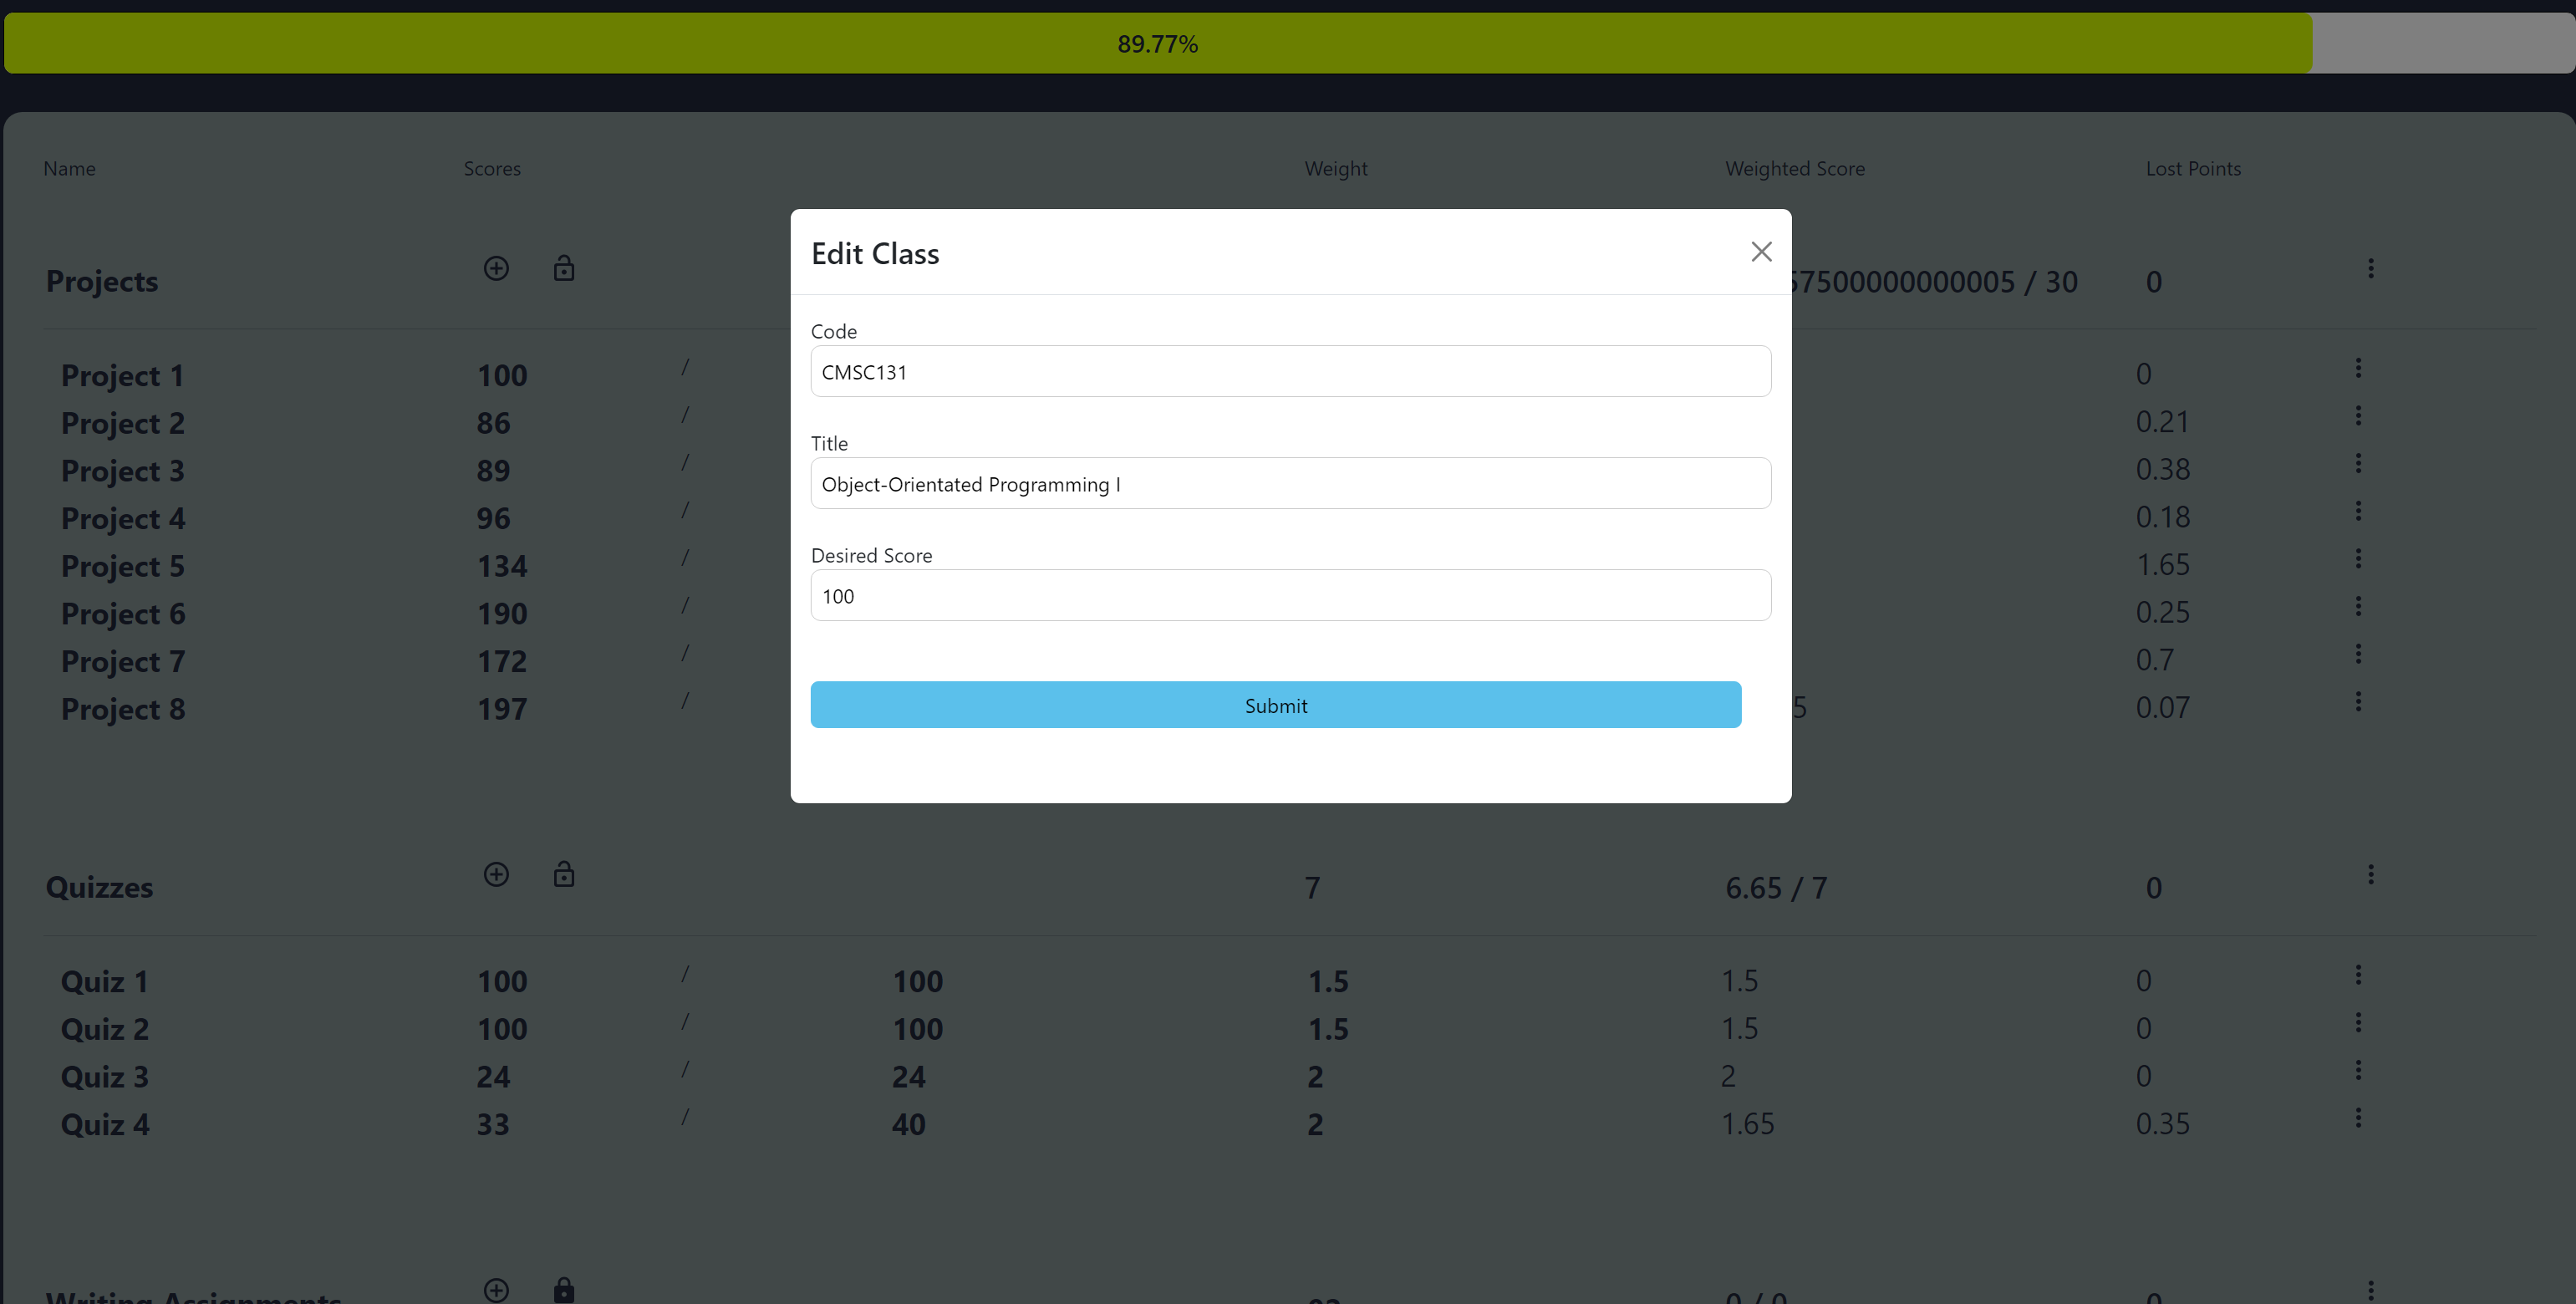 89.77%
Name Scores Weight Weighted Score Lost Points
Edit Class
Projects 57500000000005 / 30 0
Code
CMSC131
Project 1 100 / 0
Project 2 86 / 0.21
Title
Project 3 89 / 0.38
Object-Orientated Programming I
Project 4 96 / 0.18
Desired Score
Project 5 134 / 1.65
100
Project 6 190 / 0.25
Project 7 172 / 0.7
Project 8 197 / 5 0.07
Submit
Quizzes 7 6.65 / 7 0
Quiz 1 100 / 100 1.5 1.5 0
Quiz 2 100 / 100 1.5 1.5 0
Quiz 3 24 / 24 2 2 0
Quiz 4 33 / 40 2 1.65 0.35
Writing Assignments 0 / 0 0